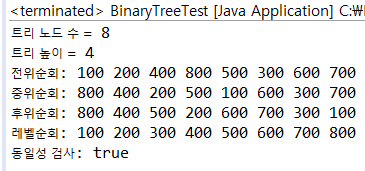 <terminated> BinaryTreeTest [Java Application] C:₩
트리 노드 수 = 8
트리 높이 = 4
전위순회: 100 200 400 800 500 300 600 700
중위순회: 800 400 200 500 100 600 300 700
후위순회: 800 400 500 200 600 700 300 100
레벨순회: 100 200 300 400 500 600 700 800
동일성 검사: true